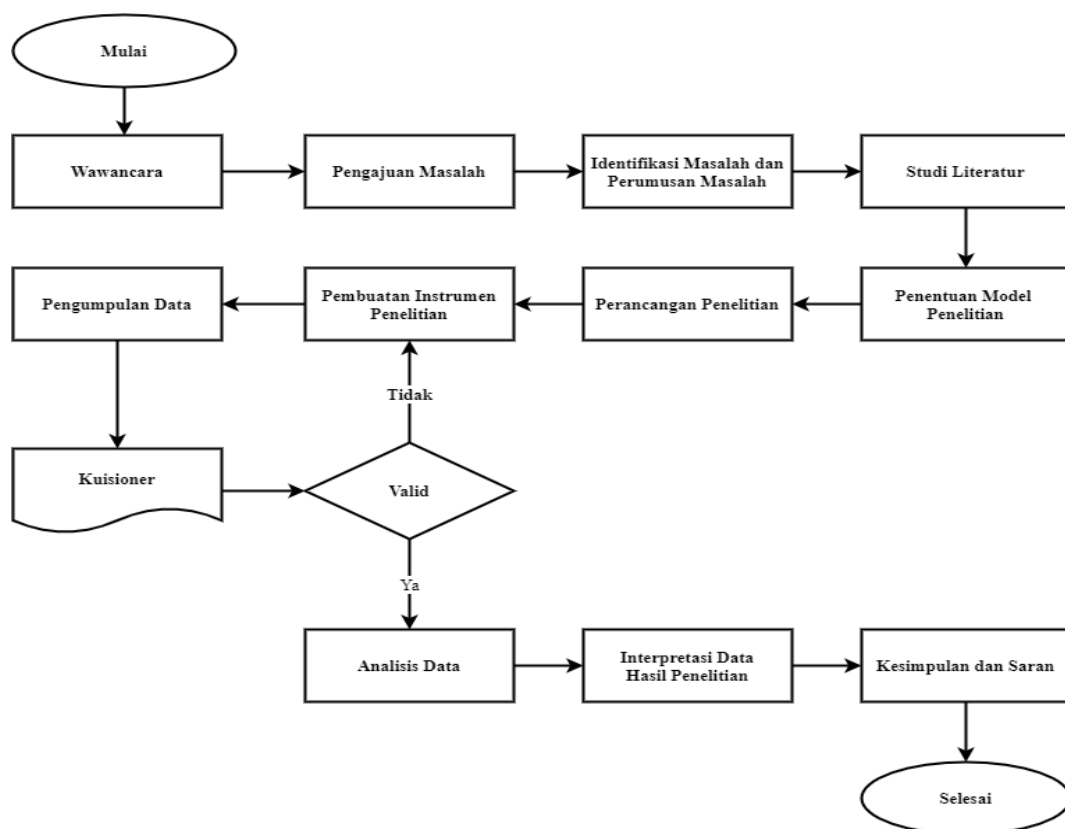 Mulai
Wawancara
Pengajuan Masalah
Identifikasi Masalah dan
Perumusan Masalah
Studi Literatur
Penentuan Model
Penelitian
Perancangan Penelitian
Pembuatan Instrumen
Penelitian
Pengumpulan Data
Kuisioner
Valid
Tidak
Ya
Analisis Data
Interpretasi Data
Hasil Penelitian
Kesimpulan dan Saran
Selesai